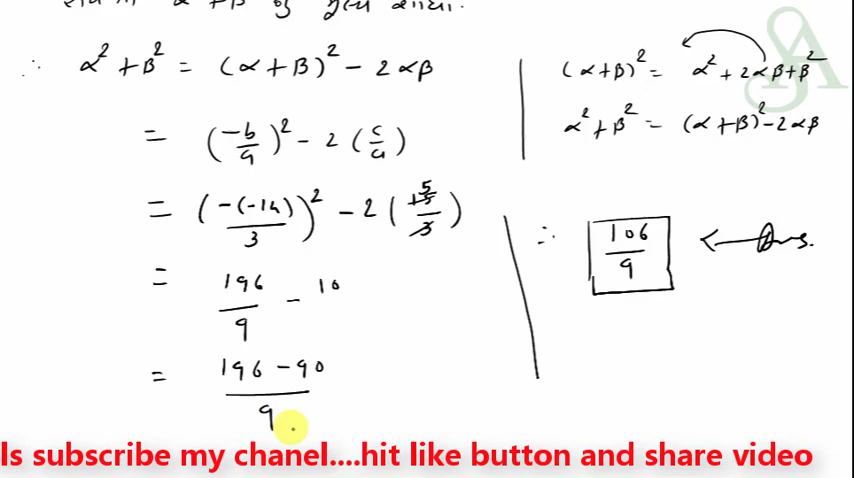 α + β
∴ α² + β² = (α + β)² − 2αβ
= (−b/a)² − 2(c/a)
= (−(−14)/3)² − 2(15/3) 5
= 196/9 − 10
= 196 − 90/9
(α+β)² = α² + 2αβ + β²
α² + β² = (α+β)² − 2αβ
∴ 106/9 ← Ans.
ls subscribe my chanel....hit like button and share video